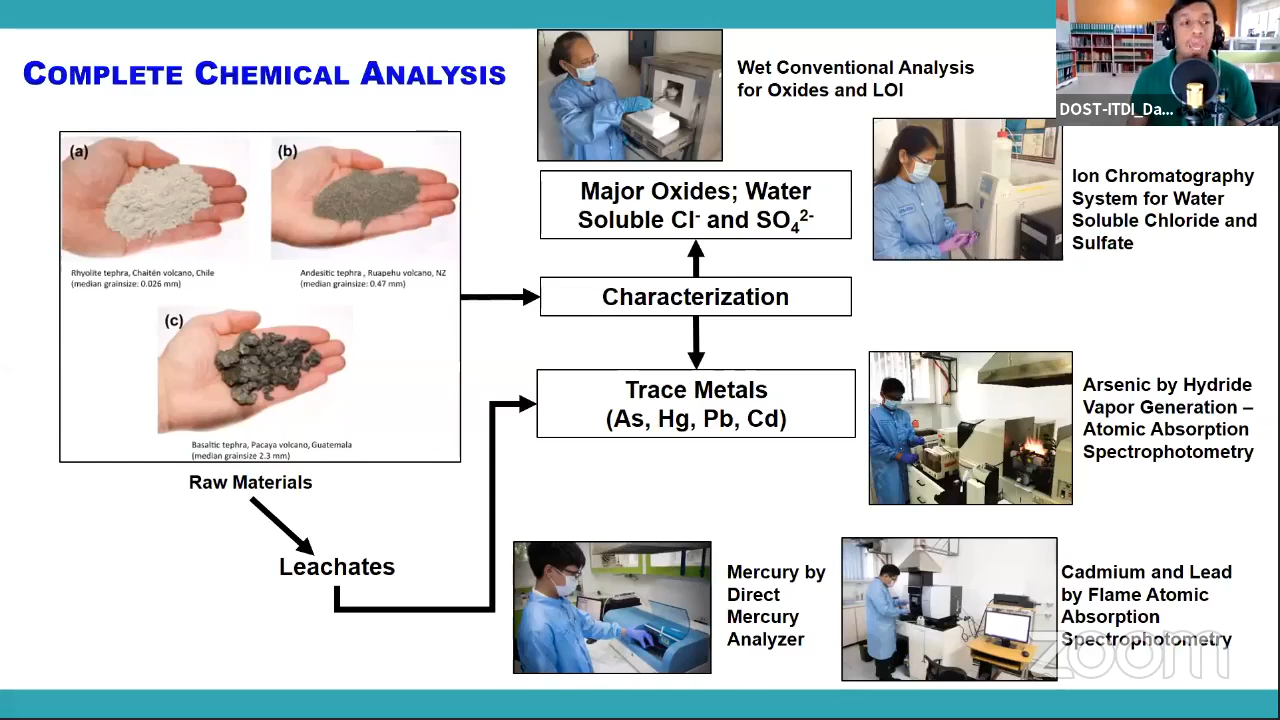 COMPLETE CHEMICAL ANALYSIS
Wet Conventional Analysis
for Oxides and LOI
DOST-ITDI_Da...
(a)
(b)
Rhyolite tephra, Chaitén volcano, Chile
(median grainsize: 0.026 mm)
Andesitic tephra , Ruapehu volcano, NZ
(median grainsize: 0.47 mm)
(c)
Basaltic tephra, Pacaya volcano, Guatemala
(median grainsize 2.3 mm)
Raw Materials
Leachates
Major Oxides; Water
Soluble Cl⁻ and SO₄²⁻
Characterization
Trace Metals
(As, Hg, Pb, Cd)
Ion Chromatography
System for Water
Soluble Chloride and
Sulfate
Arsenic by Hydride
Vapor Generation –
Atomic Absorption
Spectrophotometry
Mercury by
Direct
Mercury
Analyzer
Cadmium and Lead
by Flame Atomic
Absorption
Spectrophotometry
zoom